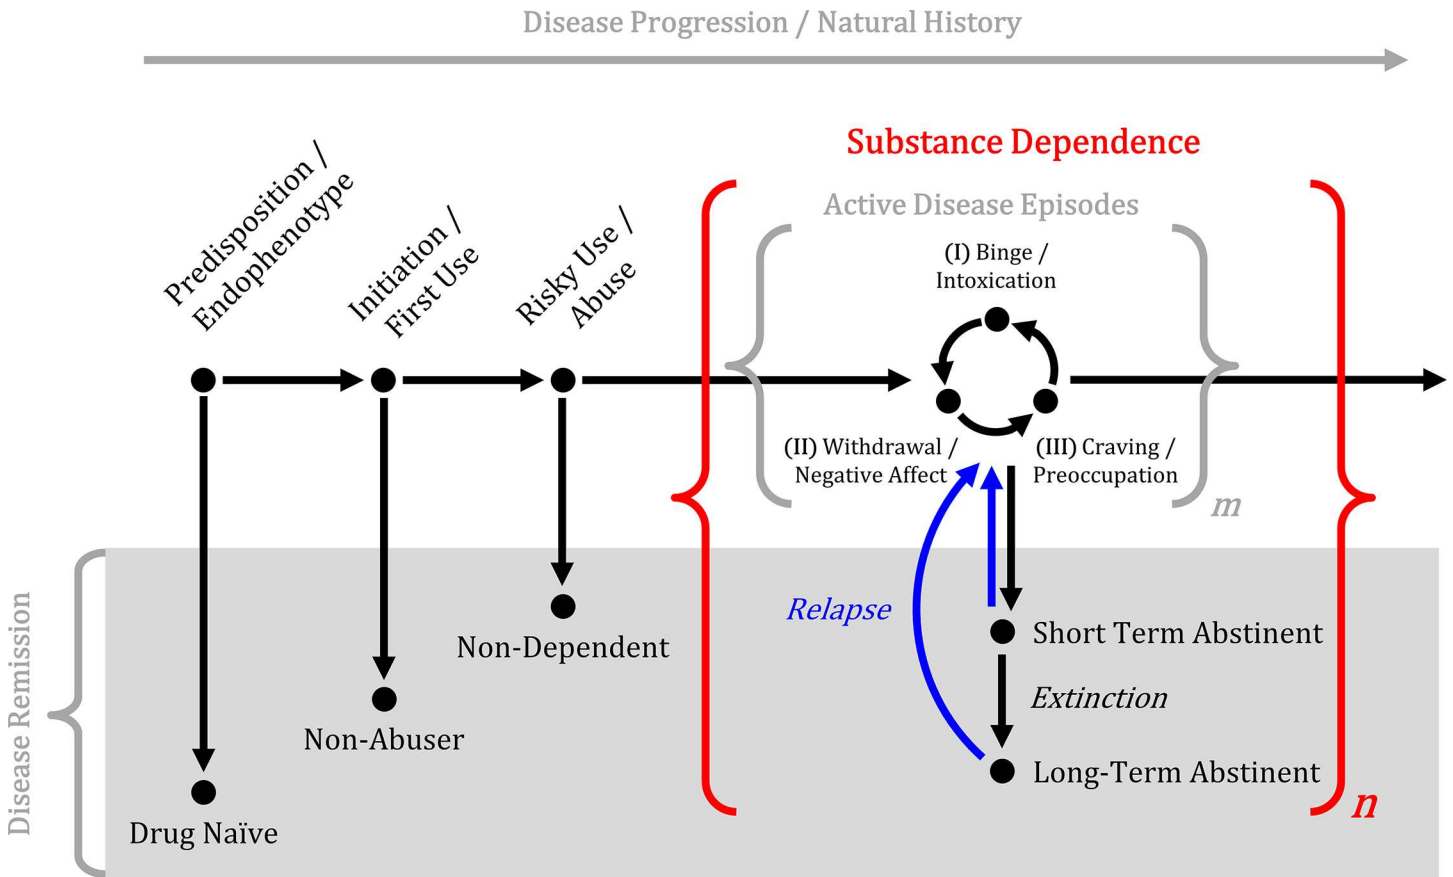 Disease Progression / Natural History
Substance Dependence
Active Disease Episodes
Predisposition /
Endophenotype
Initiation /
First Use
Risky Use /
Abuse
(I) Binge /
Intoxication
(II) Withdrawal /
Negative Affect
(III) Craving /
Preoccupation
m
Disease Remission
Relapse
Non-Dependent
Short Term Abstinent
Extinction
Non-Abuser
Long-Term Abstinent
n
Drug Naïve